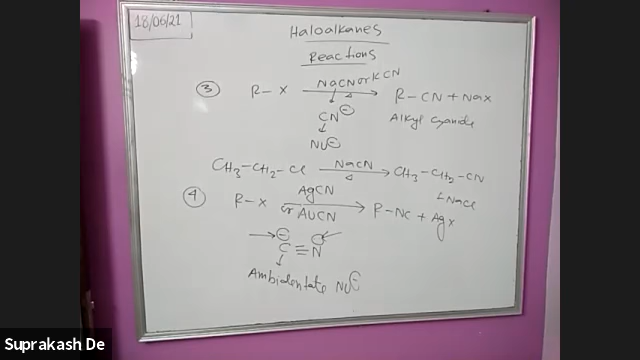 18/06/21
Haloalkanes
Reactions
③ R-X NaCN or KCN Δ R-CN + Nax
CN⊖ Alkyl Cyanide
NU⊖
CH₃-CH₂-Cl NaCN Δ CH₃-CH₂-CN
+ NaCl
④ R-X AgCN or AUCN R-NC + Agx
⊖
C≡N
Ambidentate NU⊖
Suprakash De